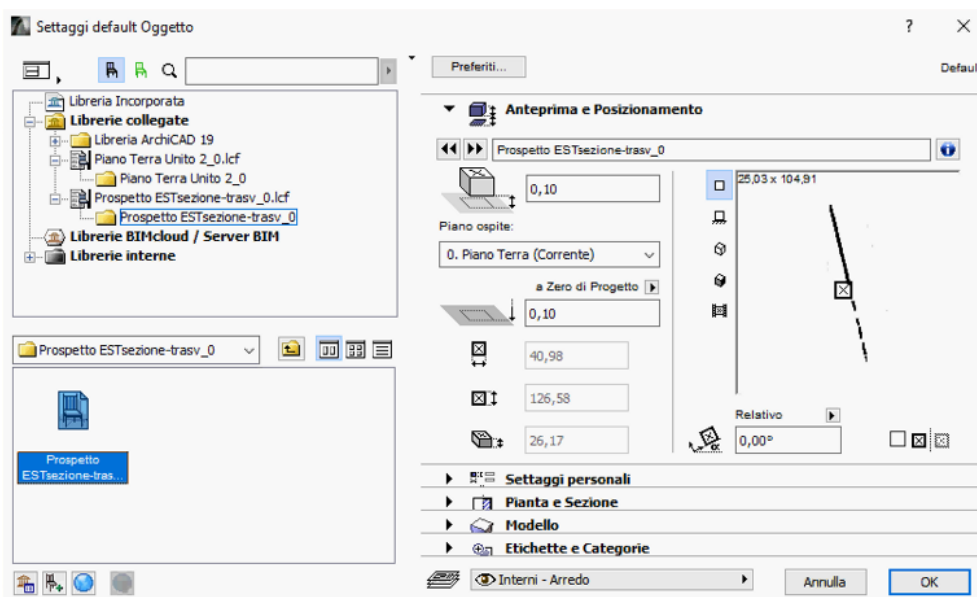 Settaggi default Oggetto
?
Libreria Incorporata
Librerie collegate
Libreria ArchiCAD 19
Piano Terra Unito 2_0.lcf
Piano Terra Unito 2_0
Prospetto ESTsezione-trasv_0.lcf
Prospetto ESTsezione-trasv_0
Librerie BIMcloud / Server BIM
Librerie interne
Prospetto ESTsezione-trasv_0
Prospetto
ESTsezione-tras...
Preferiti...
Defaul
Anteprima e Posizionamento
Prospetto ESTsezione-trasv_0
0,10
Piano ospite:
0. Piano Terra (Corrente)
a Zero di Progetto
0,10
40,98
126,58
26,17
25,03 x 104,91
Relativo
0,00°
Settaggi personali
Pianta e Sezione
Modello
Etichette e Categorie
Interni - Arredo
Annulla
OK